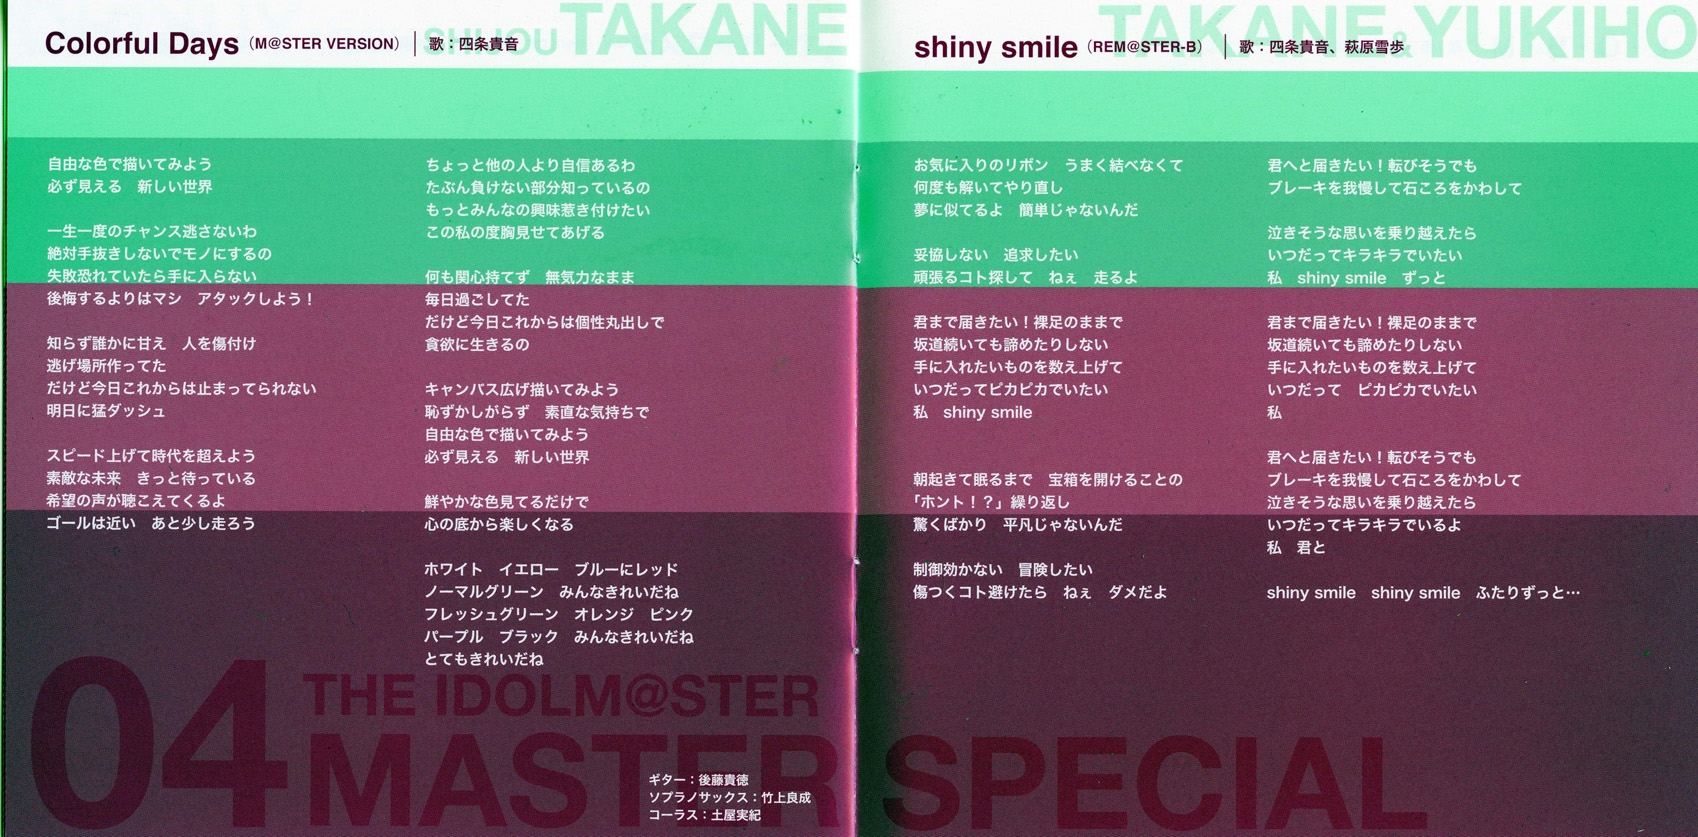 Colorful Days（M@STER VERSION） | 歌：四条貴音
SHIJOU TAKANE
自由な色で描いてみよう
必ず見える　新しい世界
一生一度のチャンス逃さないわ
絶対手抜きしないでモノにするの
失敗恐れていたら手に入らない
後悔するよりはマシ　アタックしよう！
知らず誰かに甘え　人を傷付け
逃げ場所作ってた
だけど今日これからは止まってられない
明日に猛ダッシュ
スピード上げて時代を超えよう
素敵な未来　きっと待っている
希望の声が聴こえてくるよ
ゴールは近い　あと少し走ろう
ちょっと他の人より自信あるわ
たぶん負けない部分知っているの
もっとみんなの興味惹き付けたい
この私の度胸見せてあげる
何も関心持てず　無気力なまま
毎日過ごしてた
だけど今日これからは個性丸出しで
貪欲に生きるの
キャンバス広げ描いてみよう
恥ずかしがらず　素直な気持ちで
自由な色で描いてみよう
必ず見える　新しい世界
鮮やかな色見てるだけで
心の底から楽しくなる
ホワイト　イエロー　ブルーにレッド
ノーマルグリーン　みんなきれいだね
フレッシュグリーン　オレンジ　ピンク
パープル　ブラック　みんなきれいだね
とてもきれいだね
ギター：後藤貴徳
ソプラノサックス：竹上良成
コーラス：土屋実紀
shiny smile（REM@STER-B） | 歌：四条貴音、萩原雪歩
TAKANE&YUKIHO
お気に入りのリボン　うまく結べなくて
何度も解いてやり直し
夢に似てるよ　簡単じゃないんだ
妥協しない　追求したい
頑張るコト探して　ねぇ　走るよ
君まで届きたい！裸足のままで
坂道続いても諦めたりしない
手に入れたいものを数え上げて
いつだってピカピカでいたい
私　shiny smile
朝起きて眠るまで　宝箱を開けることの
「ホント！？」繰り返し
驚くばかり　平凡じゃないんだ
制御効かない　冒険したい
傷つくコト避けたら　ねぇ　ダメだよ
君へと届きたい！転びそうでも
ブレーキを我慢して石ころをかわして
泣きそうな思いを乗り越えたら
いつだってキラキラでいたい
私　shiny smile　ずっと
君まで届きたい！裸足のままで
坂道続いても諦めたりしない
手に入れたいものを数え上げて
いつだって　ピカピカでいたい
私
君へと届きたい！転びそうでも
ブレーキを我慢して石ころをかわして
泣きそうな思いを乗り越えたら
いつだってキラキラでいるよ
私　君と
shiny smile　shiny smile　ふたりずっと…
04 THE IDOLM@STER
MASTER SPECIAL